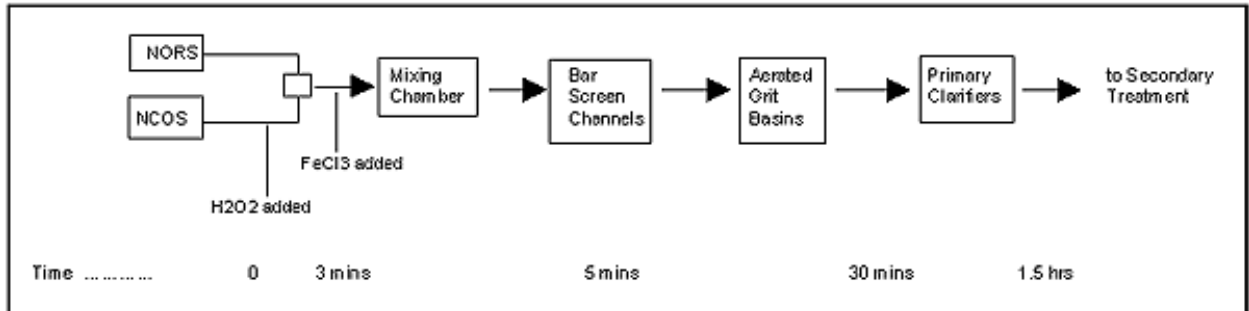 NORS
NCOS
Mixing
Chamber
Bar
Screen
Channels
Aerated
Grit
Basins
Primary
Clarifiers
to Secondary
Treatment
FeCl3 added
H2O2 added
Time ............ 0 3 mins 5 mins 30 mins 1.5 hrs